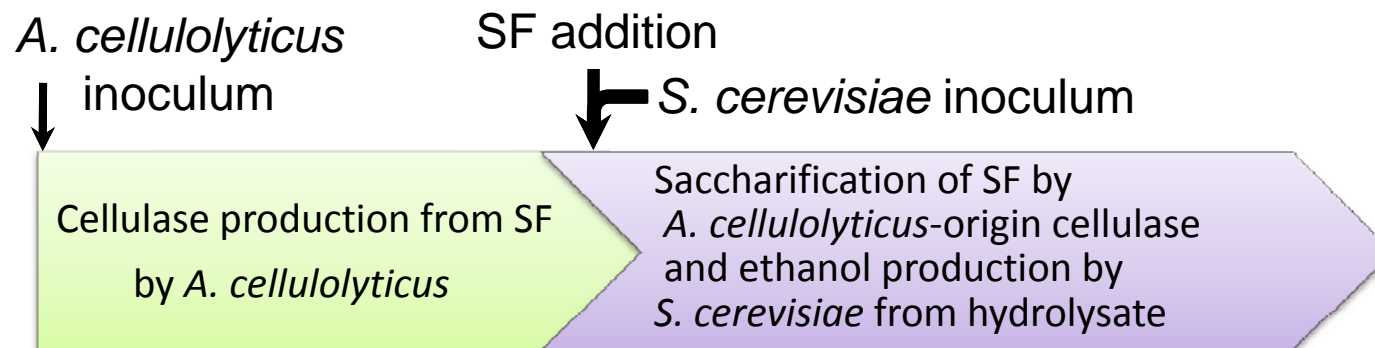 A. cellulolyticus
inoculum
SF addition
S. cerevisiae inoculum
Cellulase production from SF
by A. cellulolyticus
Saccharification of SF by
A. cellulolyticus-origin cellulase
and ethanol production by
S. cerevisiae from hydrolysate